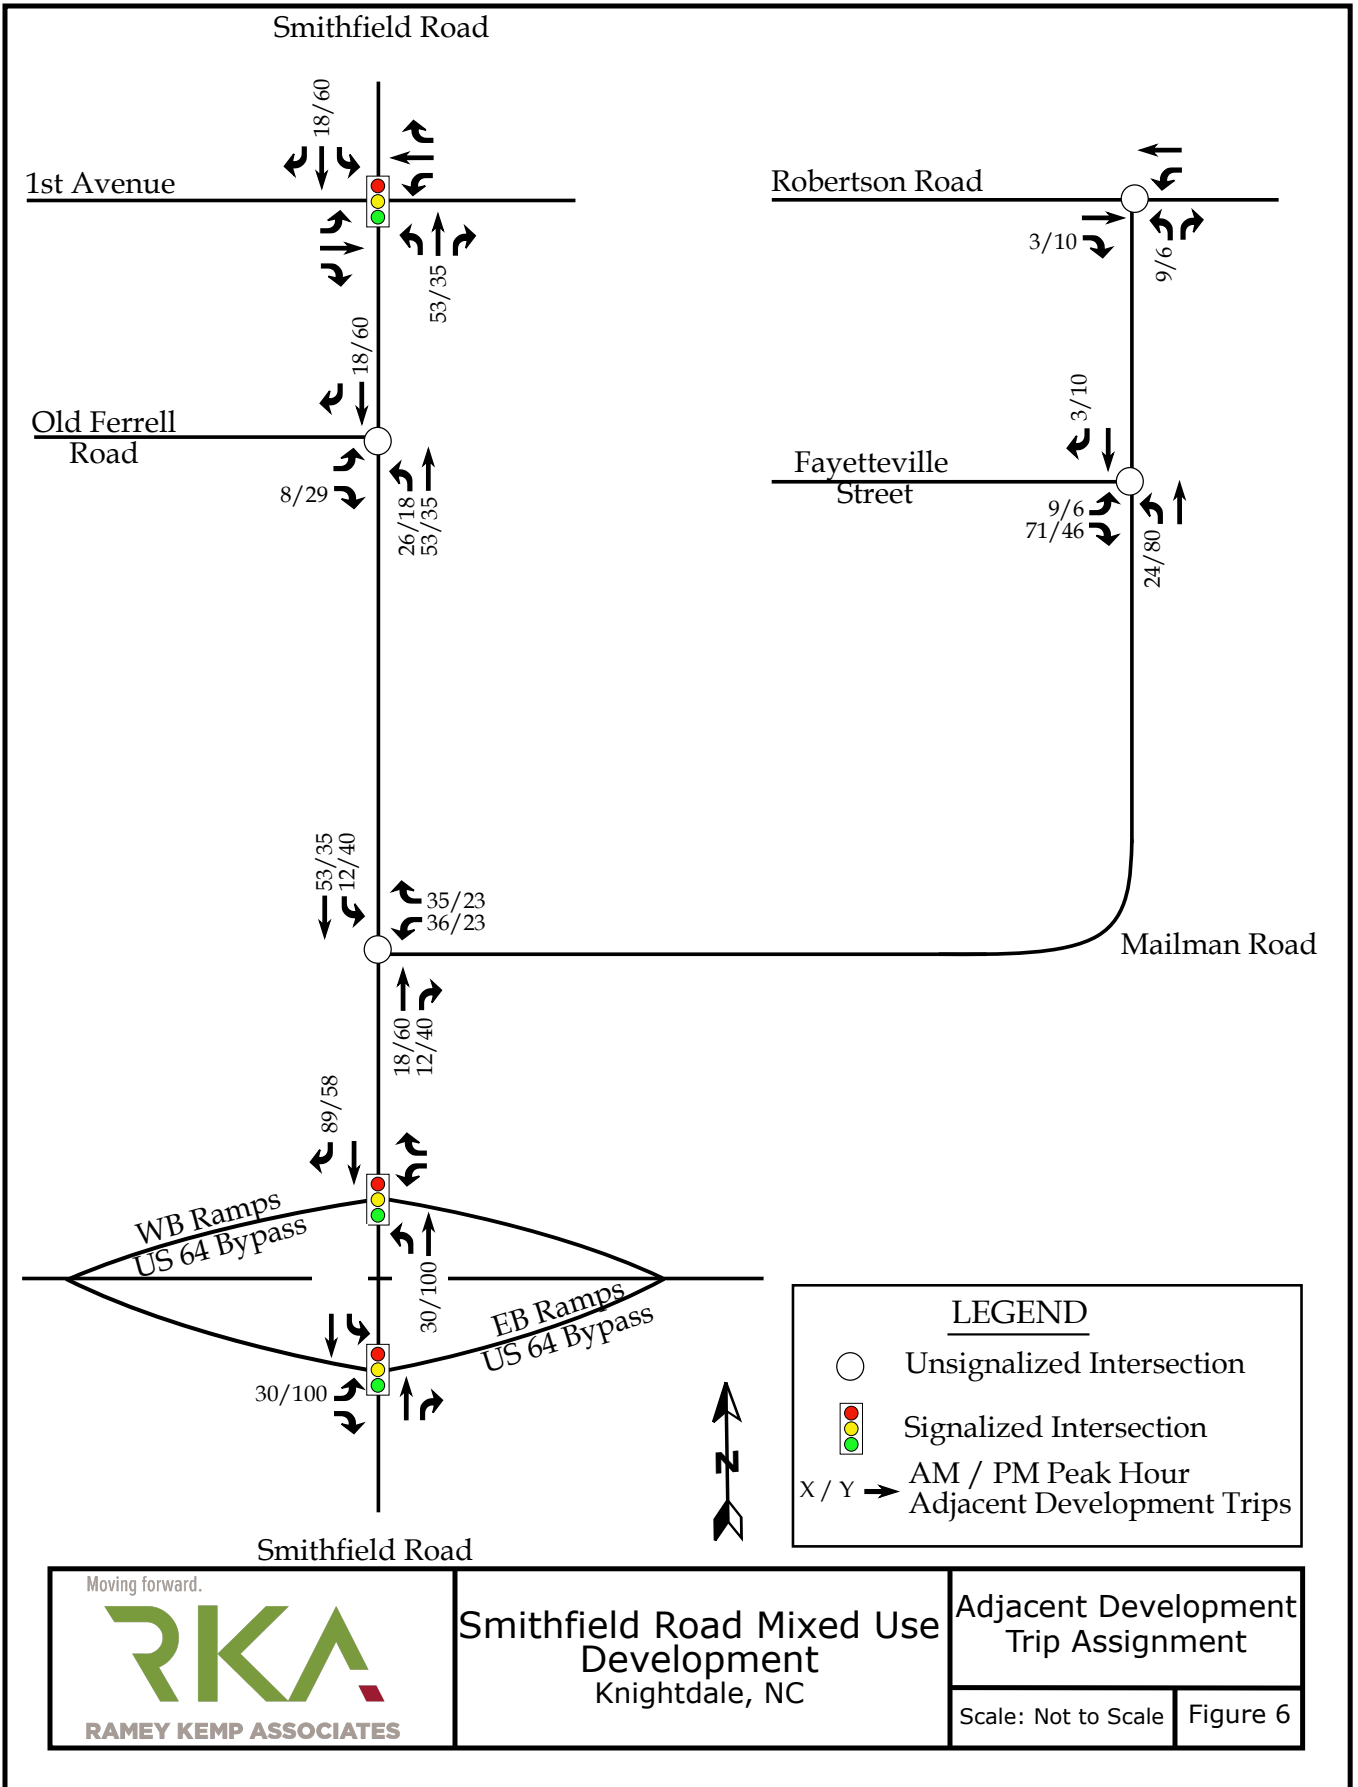 Smithfield Road
18/60
1st Avenue
53/35
Robertson Road
3/10
9/6
18/60
Old Ferrell
Road
8/29
26/18
53/35
3/10
Fayetteville
Street
9/6
71/46
24/80
53/35
12/40
35/23
36/23
Mailman Road
18/60
12/40
89/58
WB Ramps
US 64 Bypass
30/100
EB Ramps
US 64 Bypass
30/100
N
LEGEND
Unsignalized Intersection
Signalized Intersection
X / Y
AM / PM Peak Hour
Adjacent Development Trips
Smithfield Road
Moving forward.
RKA
RAMEY KEMP ASSOCIATES
Smithfield Road Mixed Use
Development
Knightdale, NC
Adjacent Development
Trip Assignment
Scale: Not to Scale
Figure 6